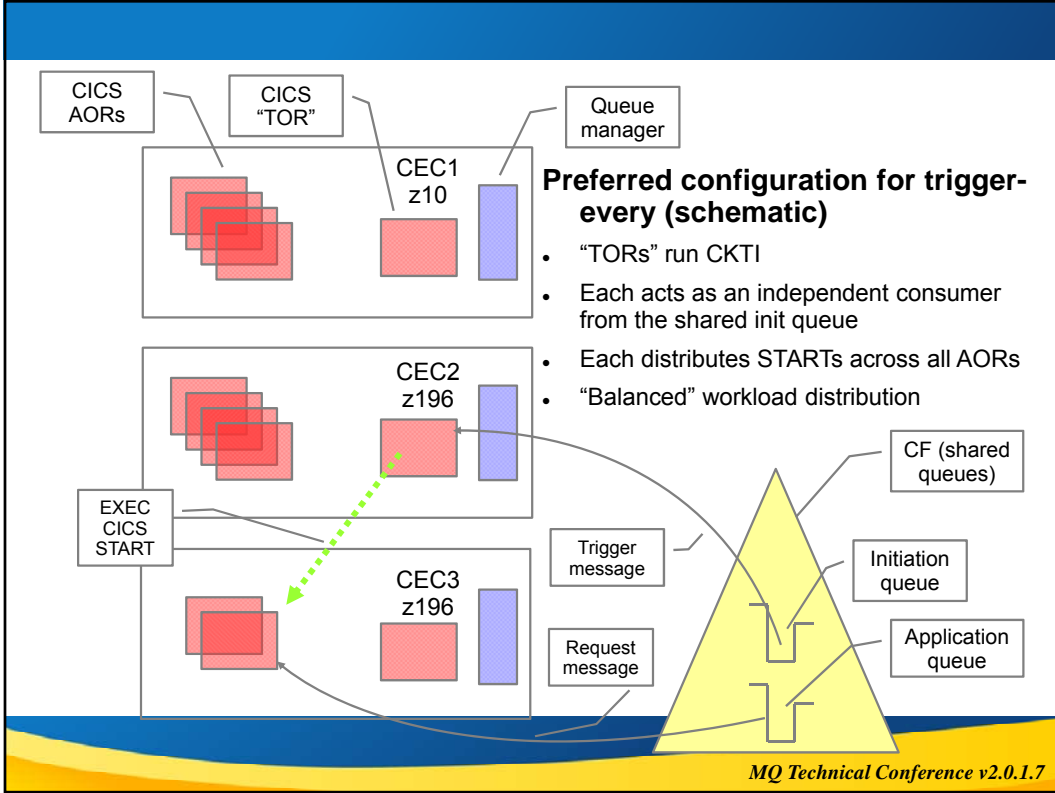 CICS
AORs
CICS
“TOR”
Queue
manager
CEC1
z10
Preferred configuration for trigger-
every (schematic)
• “TORs” run CKTI
• Each acts as an independent consumer
from the shared init queue
• Each distributes STARTs across all AORs
• “Balanced” workload distribution
CEC2
z196
CF (shared
queues)
EXEC
CICS
START
Trigger
message
Initiation
queue
CEC3
z196
Application
queue
Request
message
MQ Technical Conference v2.0.1.7